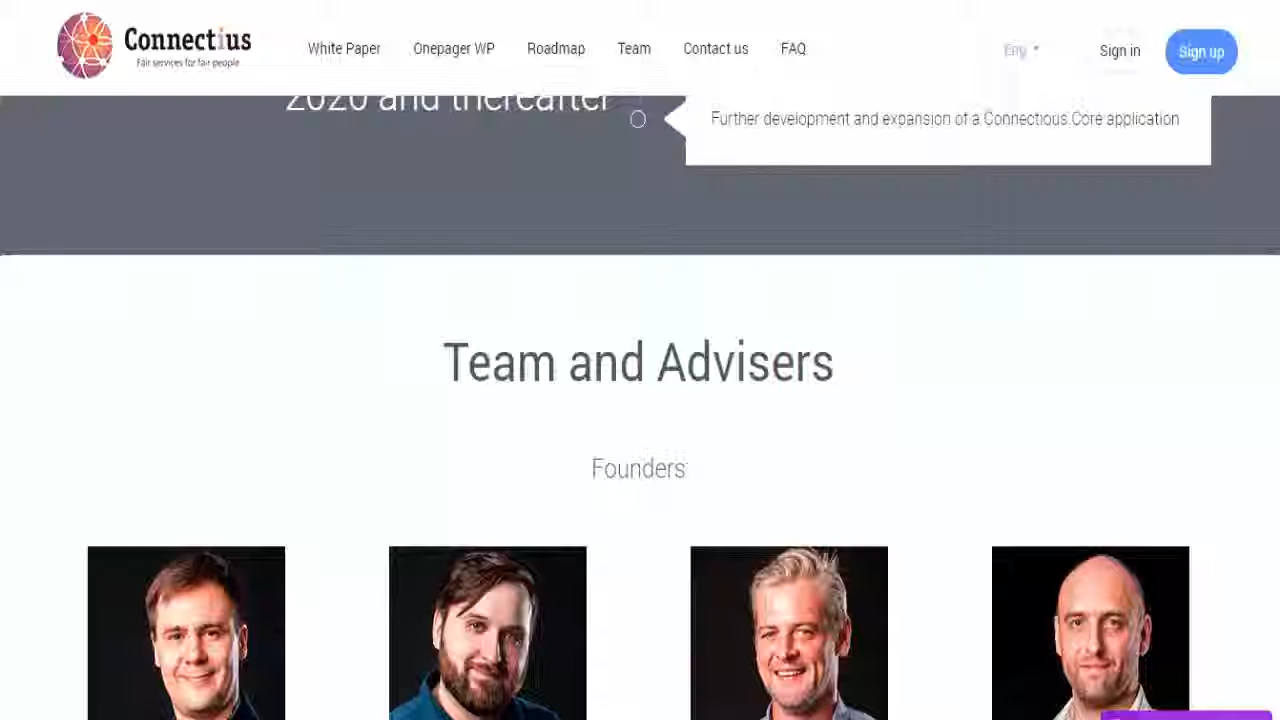 Connectius
Fair services for fair people
White Paper
Onepager WP
Roadmap
Team
Contact us
FAQ
Eng
Sign in
Sign up
2020 and thereafter
Further development and expansion of a Connectious.Core application
Team and Advisers
Founders